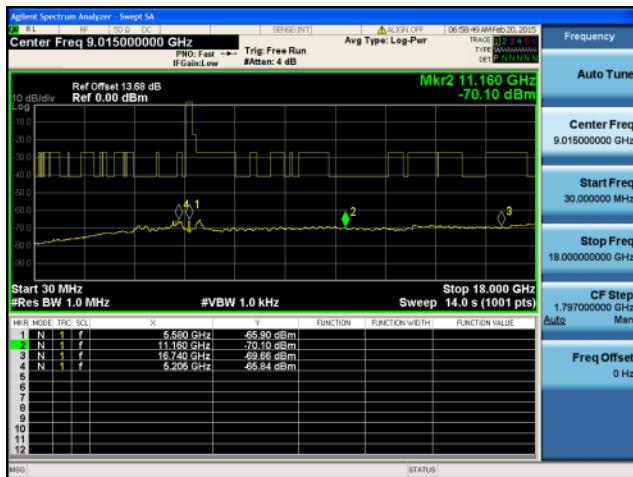 Agilent Spectrum Analyzer - Swept SA
RL RF 50 Ω DC SENSE:INT ALIGN OFF 06:58:49 AM Feb 20, 2015
Center Freq 9.015000000 GHz Avg Type: Log-Pwr TRACE 1 2 3 4 5 6
PNO: Fast Trig: Free Run TYPE
IFGain:Low #Atten: 4 dB DET P N N N N N
Mkr2 11.160 GHz
-70.10 dBm
Ref Offset 13.68 dB
10 dB/div Ref 0.00 dBm
Log
-10.0
-20.0
-30.0
-40.0
-50.0
-60.0
4 1 2 3
-70.0
-80.0
-90.0
Start 30 MHz Stop 18.000 GHz
#Res BW 1.0 MHz #VBW 1.0 kHz Sweep 14.0 s (1001 pts)
MKR MODE TRC SCL X Y FUNCTION FUNCTION WIDTH FUNCTION VALUE
1 N 1 f 5.580 GHz -65.90 dBm
2 N 1 f 11.160 GHz -70.10 dBm
3 N 1 f 16.740 GHz -69.66 dBm
4 N 1 f 5.205 GHz -65.84 dBm
5
6
7
8
9
10
11
12
MSG STATUS
Frequency
Auto Tune
Center Freq
9.015000000 GHz
Start Freq
30.000000 MHz
Stop Freq
18.000000000 GHz
CF Step
1.797000000 GHz
Auto Man
Freq Offset
0 Hz